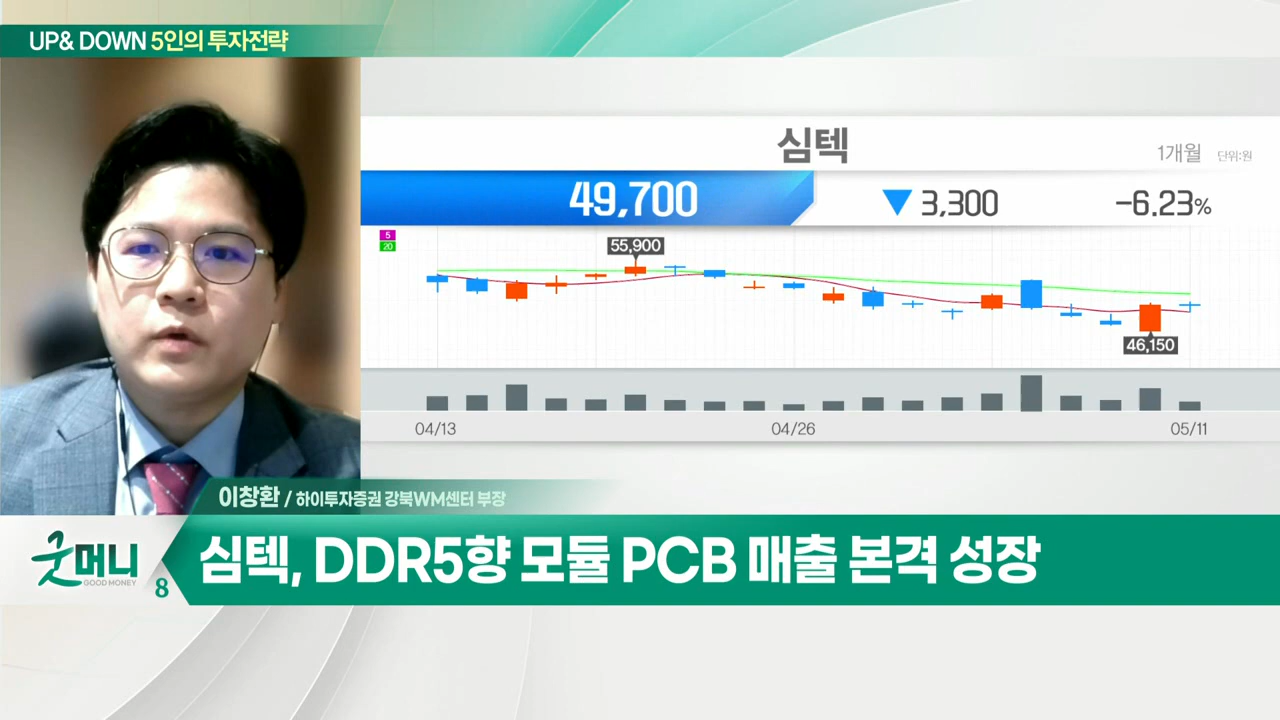 UP& DOWN 5인의 투자전략
심텍
1개월 단위:원
49,700 ▼ 3,300 -6.23%
5
20
55,900
46,150
04/13 04/26 05/11
이창환 / 하이투자증권 강북WM센터 부장
굿머니
GOOD MONEY
8
심텍, DDR5향 모듈 PCB 매출 본격 성장